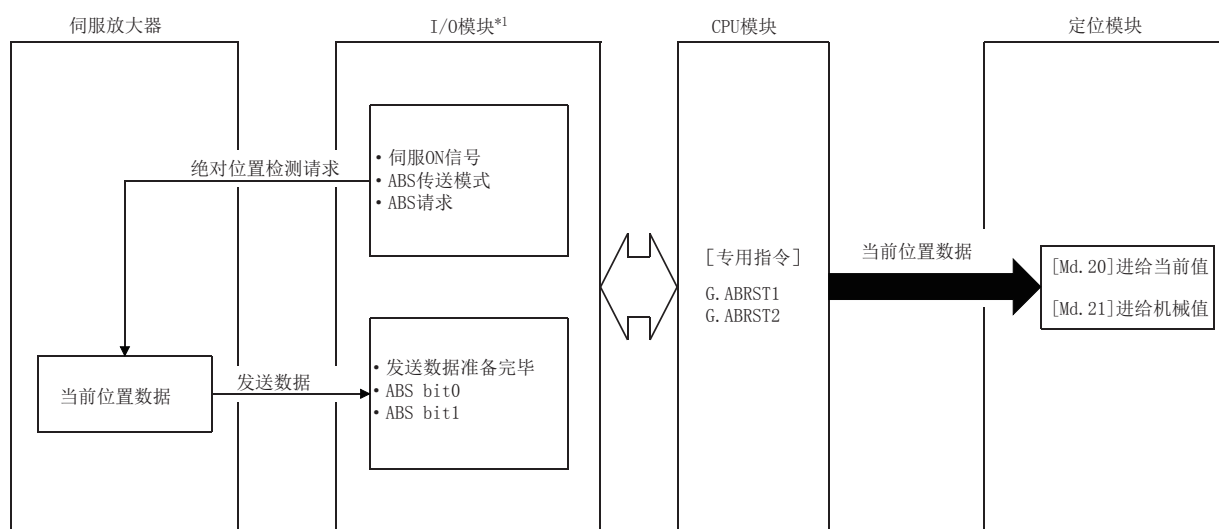 伺服放大器
I/O模块*1
CPU模块
定位模块
绝对位置检测请求
・伺服ON信号
・ABS传送模式
・ABS请求
[专用指令]
G.ABRST1
G.ABRST2
当前位置数据
[Md.20]进给当前值
[Md.21]进给机械值
当前位置数据
发送数据
・发送数据准备完毕
・ABS bit0
・ABS bit1